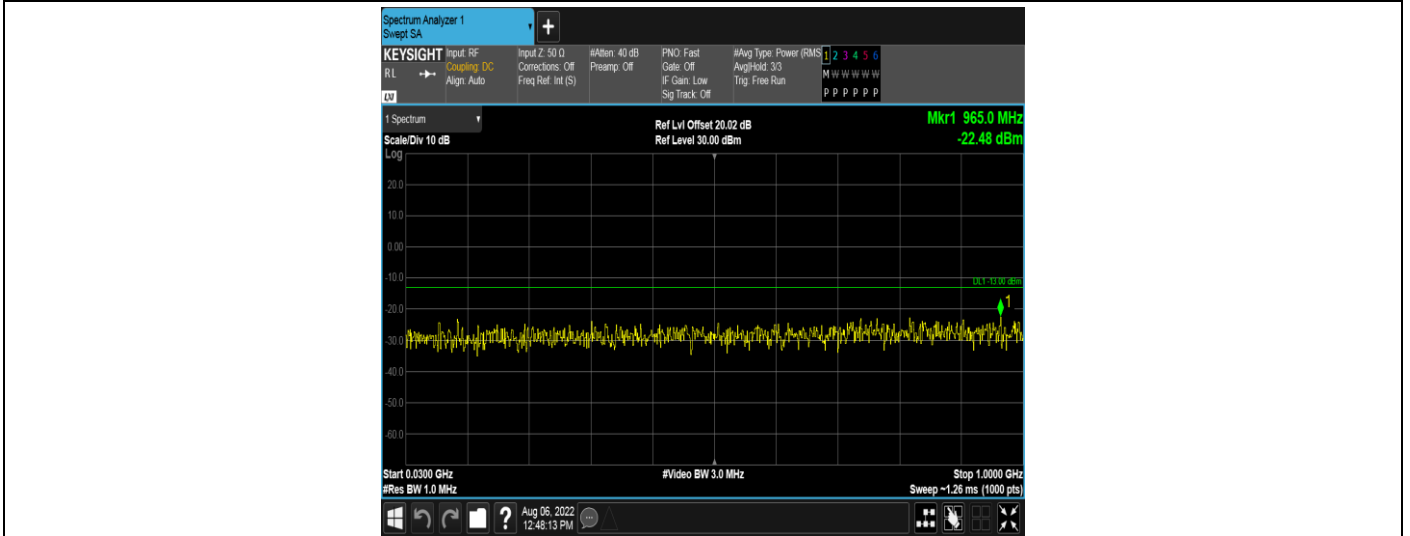 Spectrum Analyzer 1
Swept SA
+
KEYSIGHT Input: RF Input Z: 50 Ω #Atten: 40 dB PNO: Fast #Avg Type: Power (RMS 1 2 3 4 5 6
RL Coupling: DC Corrections: Off Preamp: Off Gate: Off Avg|Hold: 3/3 M W W W W W
Align: Auto Freq Ref: Int (S) IF Gain: Low Trig: Free Run
LXI Sig Track: Off P P P P P P
1 Spectrum Ref Lvl Offset 20.02 dB Mkr1 965.0 MHz
Scale/Div 10 dB Ref Level 30.00 dBm -22.48 dBm
Log
20.0
10.0
0.00
-10.0
DL1 -13.00 dBm
1
-20.0
-30.0
-40.0
-50.0
-60.0
Start 0.0300 GHz #Video BW 3.0 MHz Stop 1.0000 GHz
#Res BW 1.0 MHz Sweep ~1.26 ms (1000 pts)
? Aug 06, 2022
12:48:13 PM